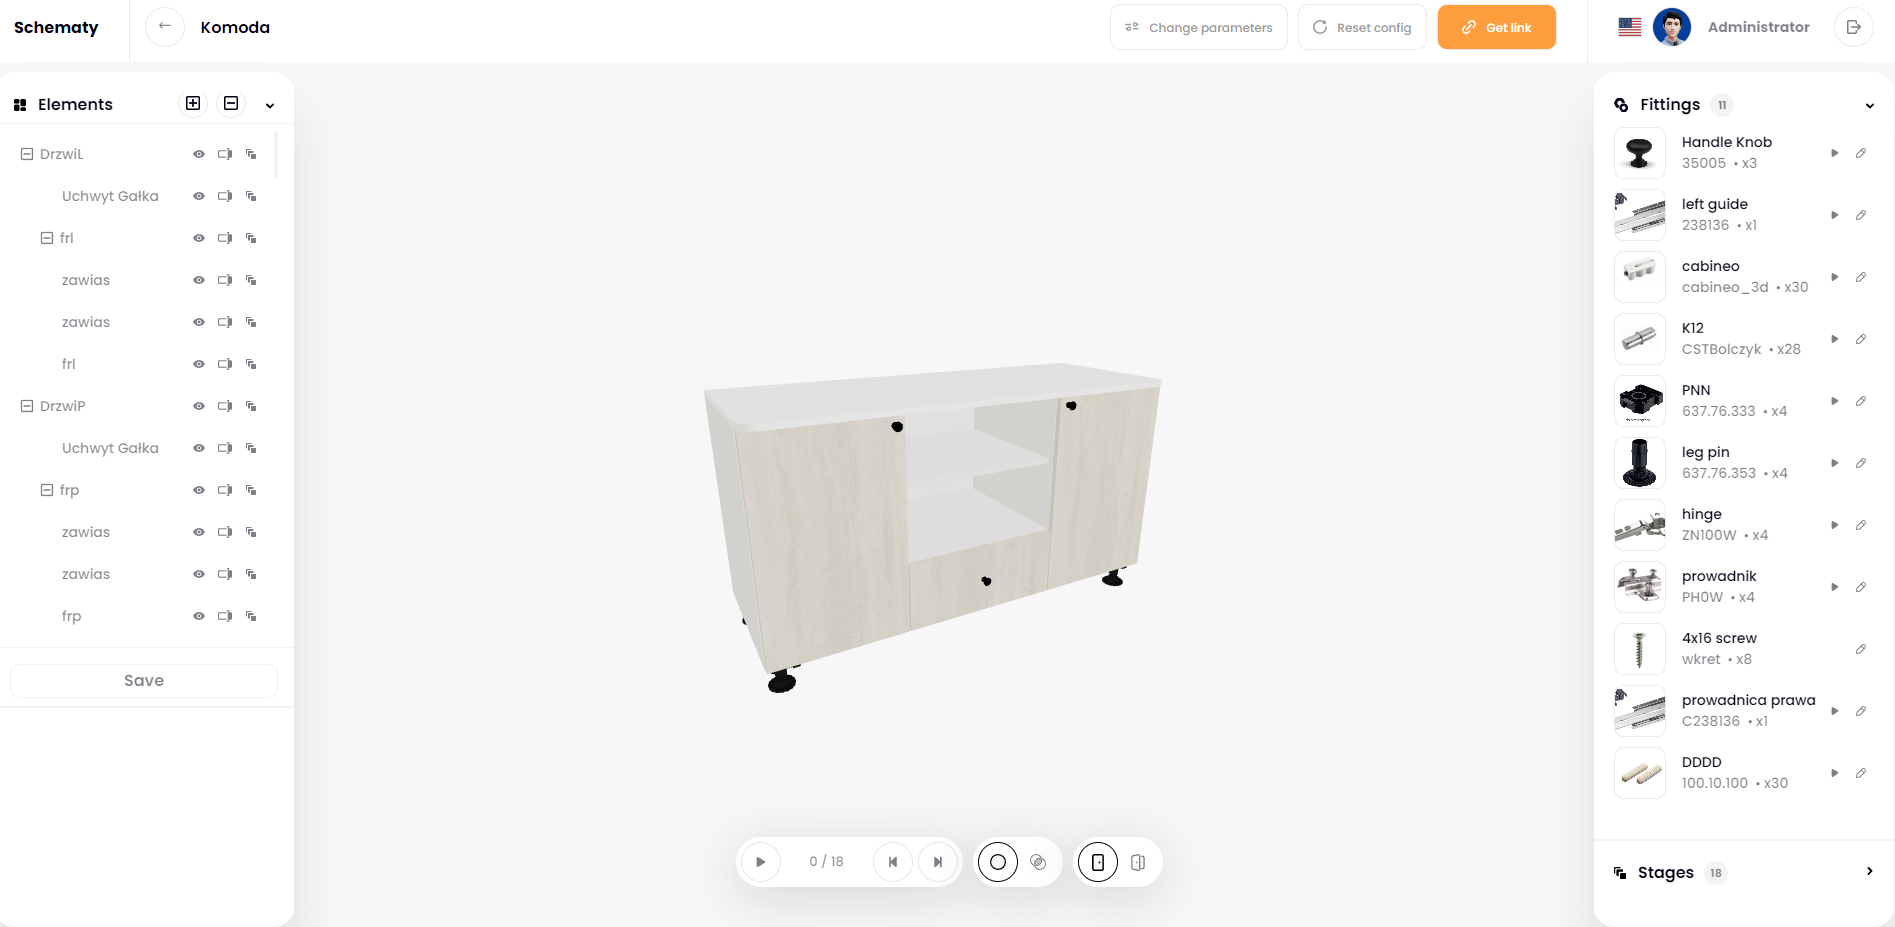 Schematy
Komoda
Change parameters
Reset config
Get link
Administrator
Elements
DrzwiL
Uchwyt Gałka
frl
zawias
zawias
frl
DrzwiP
Uchwyt Gałka
frp
zawias
zawias
frp
Save
0 / 18
Fittings 11
Handle Knob
35005 • x3
left guide
238136 • x1
cabineo
cabineo_3d • x30
K12
CSTBolczyk • x28
PNN
637.76.333 • x4
leg pin
637.76.353 • x4
hinge
ZN100W • x4
prowadnik
PH0W • x4
4x16 screw
wkret • x8
prowadnica prawa
C238136 • x1
DDDD
100.10.100 • x30
Stages 18